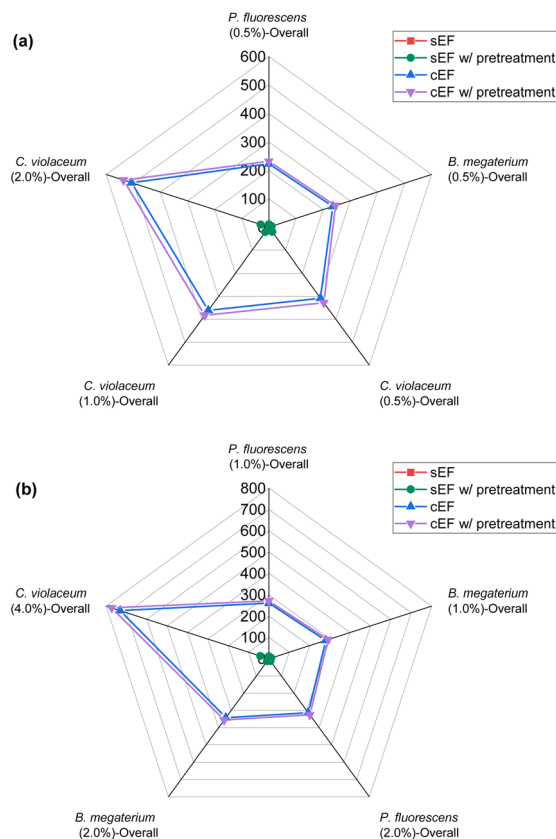 (a)
P. fluorescens
(0.5%)-Overall
sEF
sEF w/ pretreatment
cEF
cEF w/ pretreatment
600
500
400
300
200
100
0
C. violaceum
(2.0%)-Overall
B. megaterium
(0.5%)-Overall
C. violaceum
(1.0%)-Overall
C. violaceum
(0.5%)-Overall
(b)
P. fluorescens
(1.0%)-Overall
sEF
sEF w/ pretreatment
cEF
cEF w/ pretreatment
800
700
600
500
400
300
200
100
0
C. violaceum
(4.0%)-Overall
B. megaterium
(1.0%)-Overall
B. megaterium
(2.0%)-Overall
P. fluorescens
(2.0%)-Overall